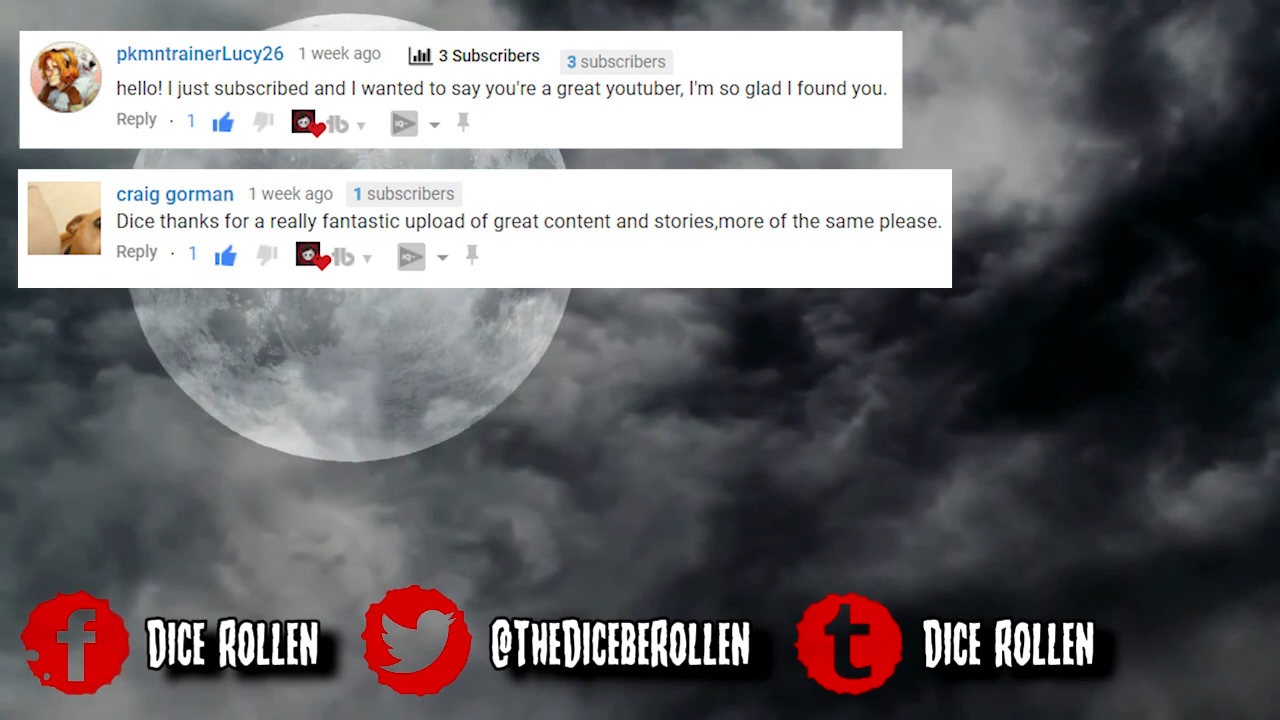 pkmntrainerLucy26 1 week ago 3 Subscribers 3 subscribers
hello! I just subscribed and I wanted to say you're a great youtuber, I'm so glad I found you.
Reply · 1
craig gorman 1 week ago 1 subscribers
Dice thanks for a really fantastic upload of great content and stories,more of the same please.
Reply · 1
Dice Rollen @TheDicebeRollen Dice Rollen